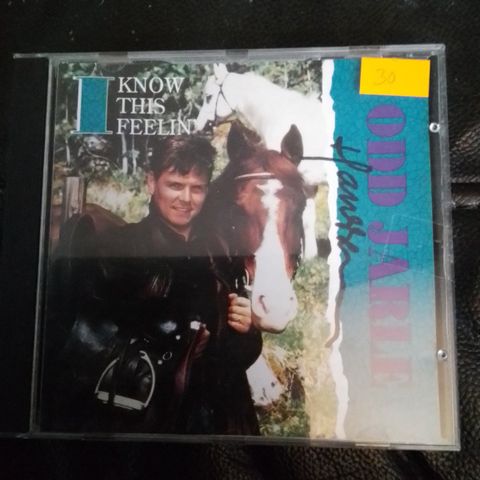 I KNOW
THIS
FEELIN'
30
ODD JARLE